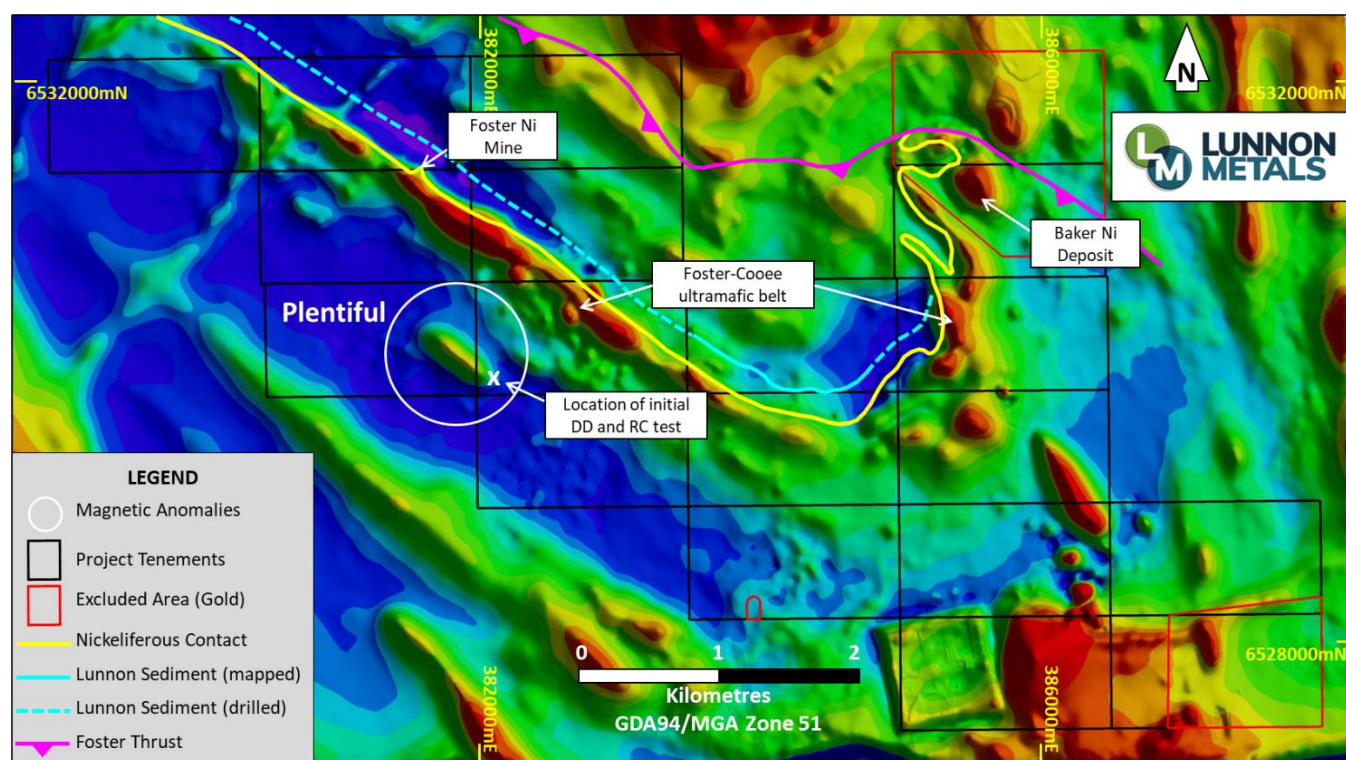 382000mE
386000mE
N
6532000mN
6532000mN
LM
LUNNON
METALS
Foster Ni
Mine
Baker Ni
Deposit
Foster-Cooee
ultramafic belt
Plentiful
X
Location of initial
DD and RC test
LEGEND
Magnetic Anomalies
Project Tenements
Excluded Area (Gold)
Nickeliferous Contact
Lunnon Sediment (mapped)
Lunnon Sediment (drilled)
Foster Thrust
0 1 2
Kilometres
GDA94/MGA Zone 51
6528000mN
382000mE
386000mE